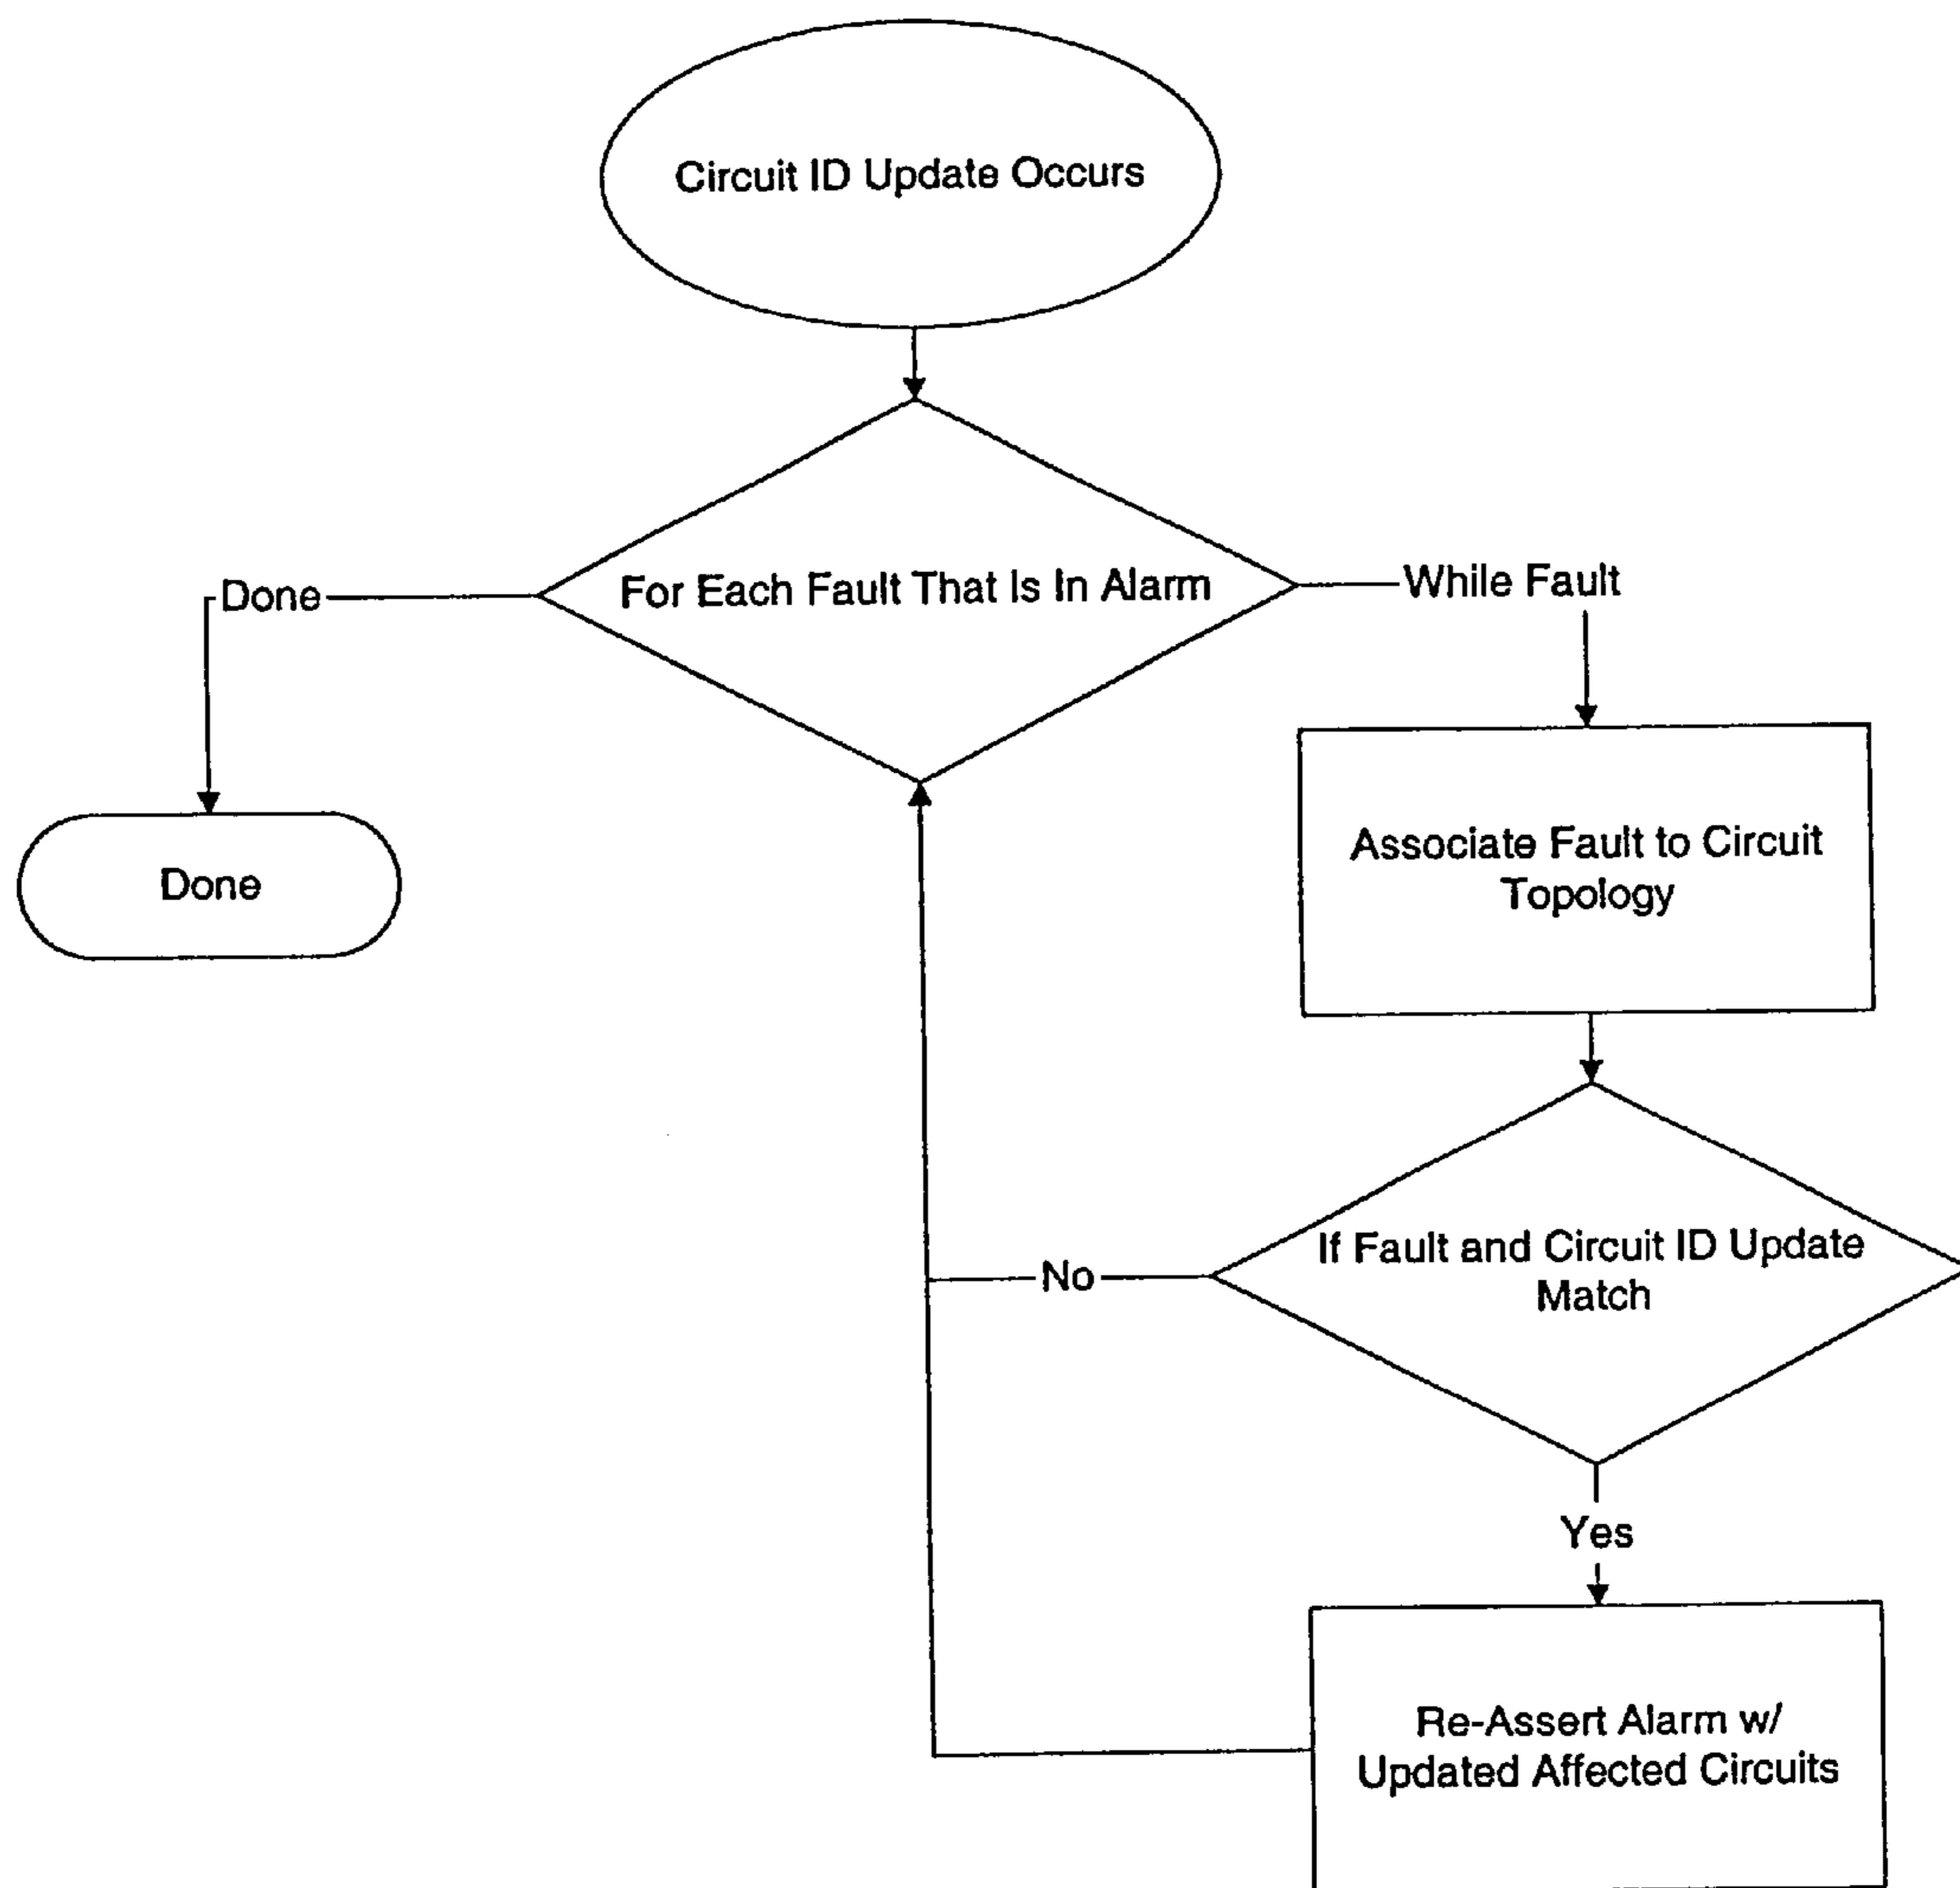 Circuit ID Update Occurs
For Each Fault That Is In Alarm
Done
While Fault
Done
Associate Fault to Circuit
Topology
If Fault and Circuit ID Update
Match
No
Yes
Re-Assert Alarm w/
Updated Affected Circuits